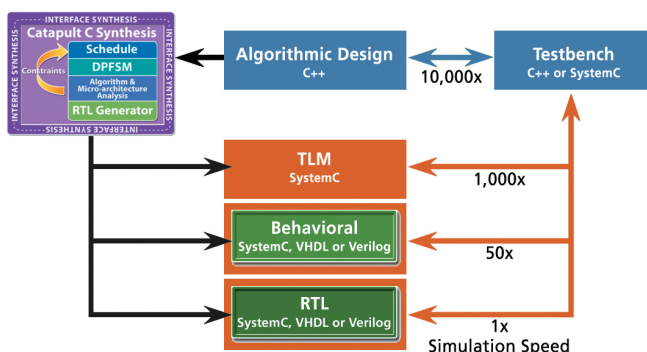 INTERFACE SYNTHESIS
INTERFACE SYNTHESIS
INTERFACE SYNTHESIS
INTERFACE SYNTHESIS
Catapult C Synthesis
Constraints
Schedule
DPFSM
Algorithm &
Micro-architecture
Analysis
RTL Generator
Algorithmic Design
C++
10,000x
Testbench
C++ or SystemC
TLM
SystemC
1,000x
Behavioral
SystemC, VHDL or Verilog
50x
RTL
SystemC, VHDL or Verilog
1x
Simulation Speed